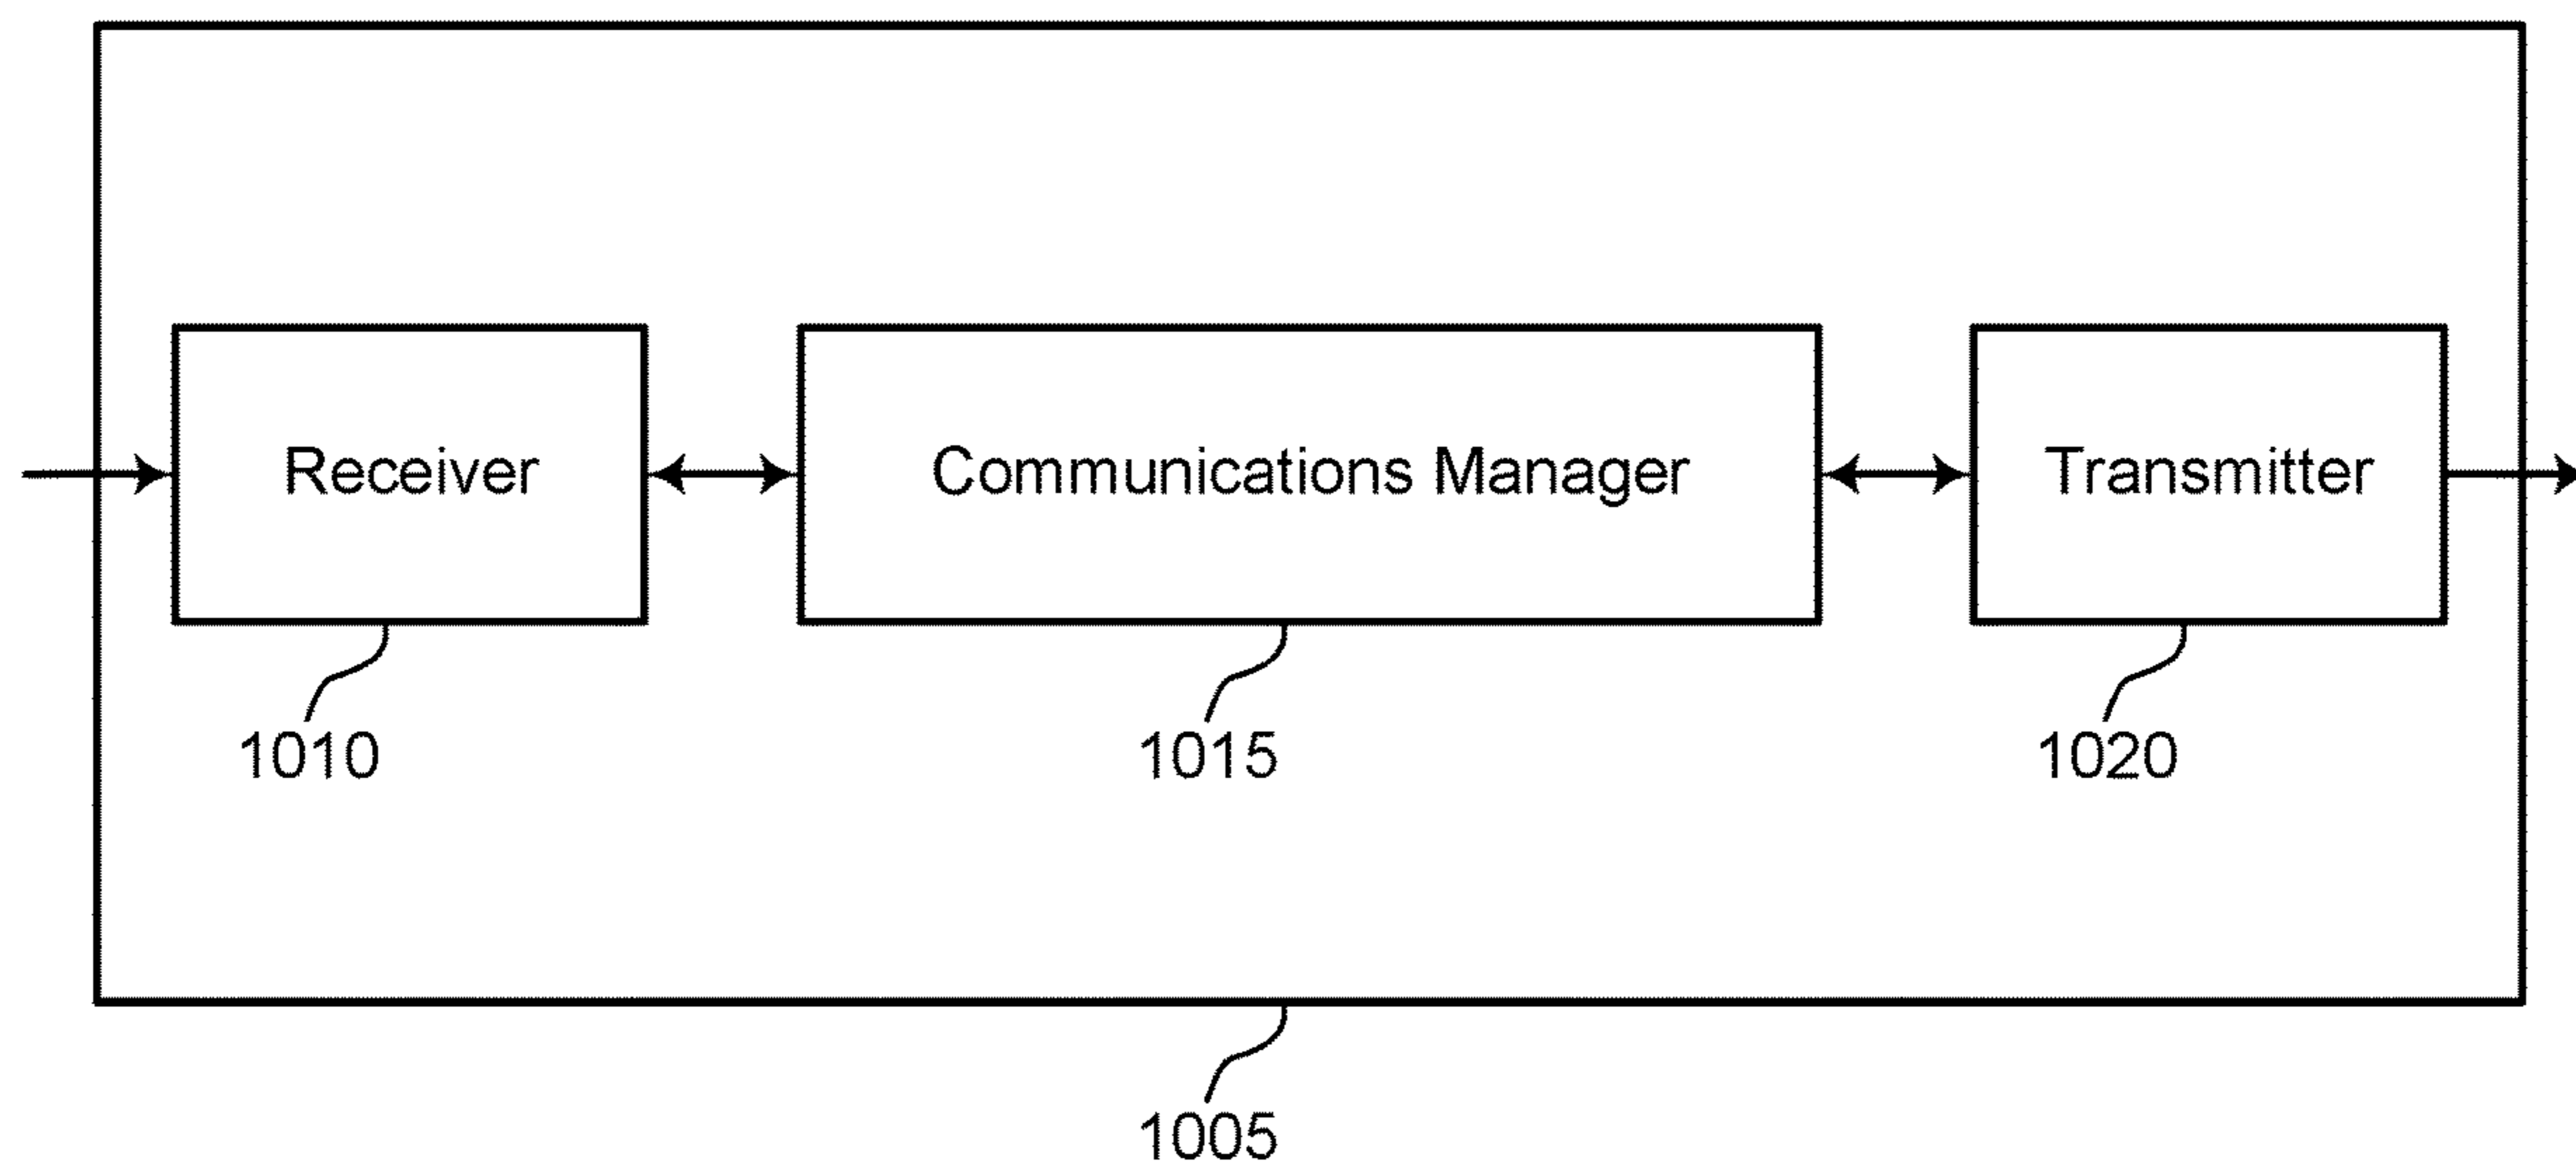 Receiver
Communications Manager
Transmitter
1010
1015
1020
1005